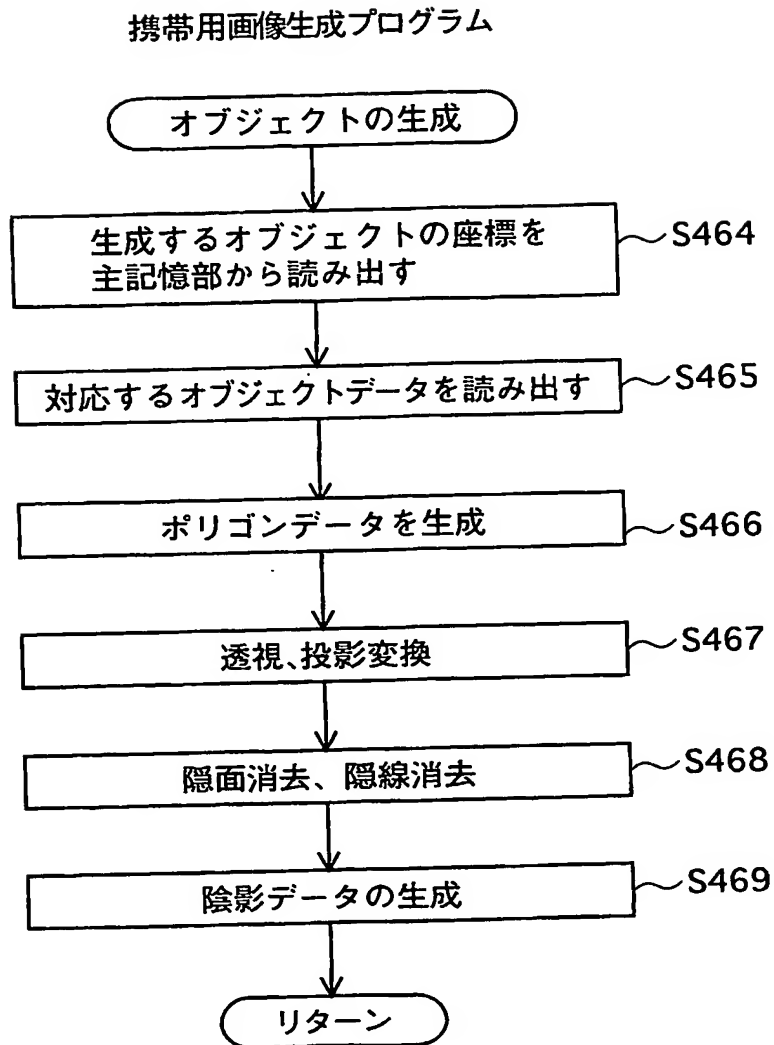 携帯用画像生成プログラム
オブジェクトの生成
生成するオブジェクトの座標を
主記憶部から読み出す
S464
対応するオブジェクトデータを読み出す
S465
ポリゴンデータを生成
S466
透視、投影変換
S467
隠面消去、隠線消去
S468
陰影データの生成
S469
リターン